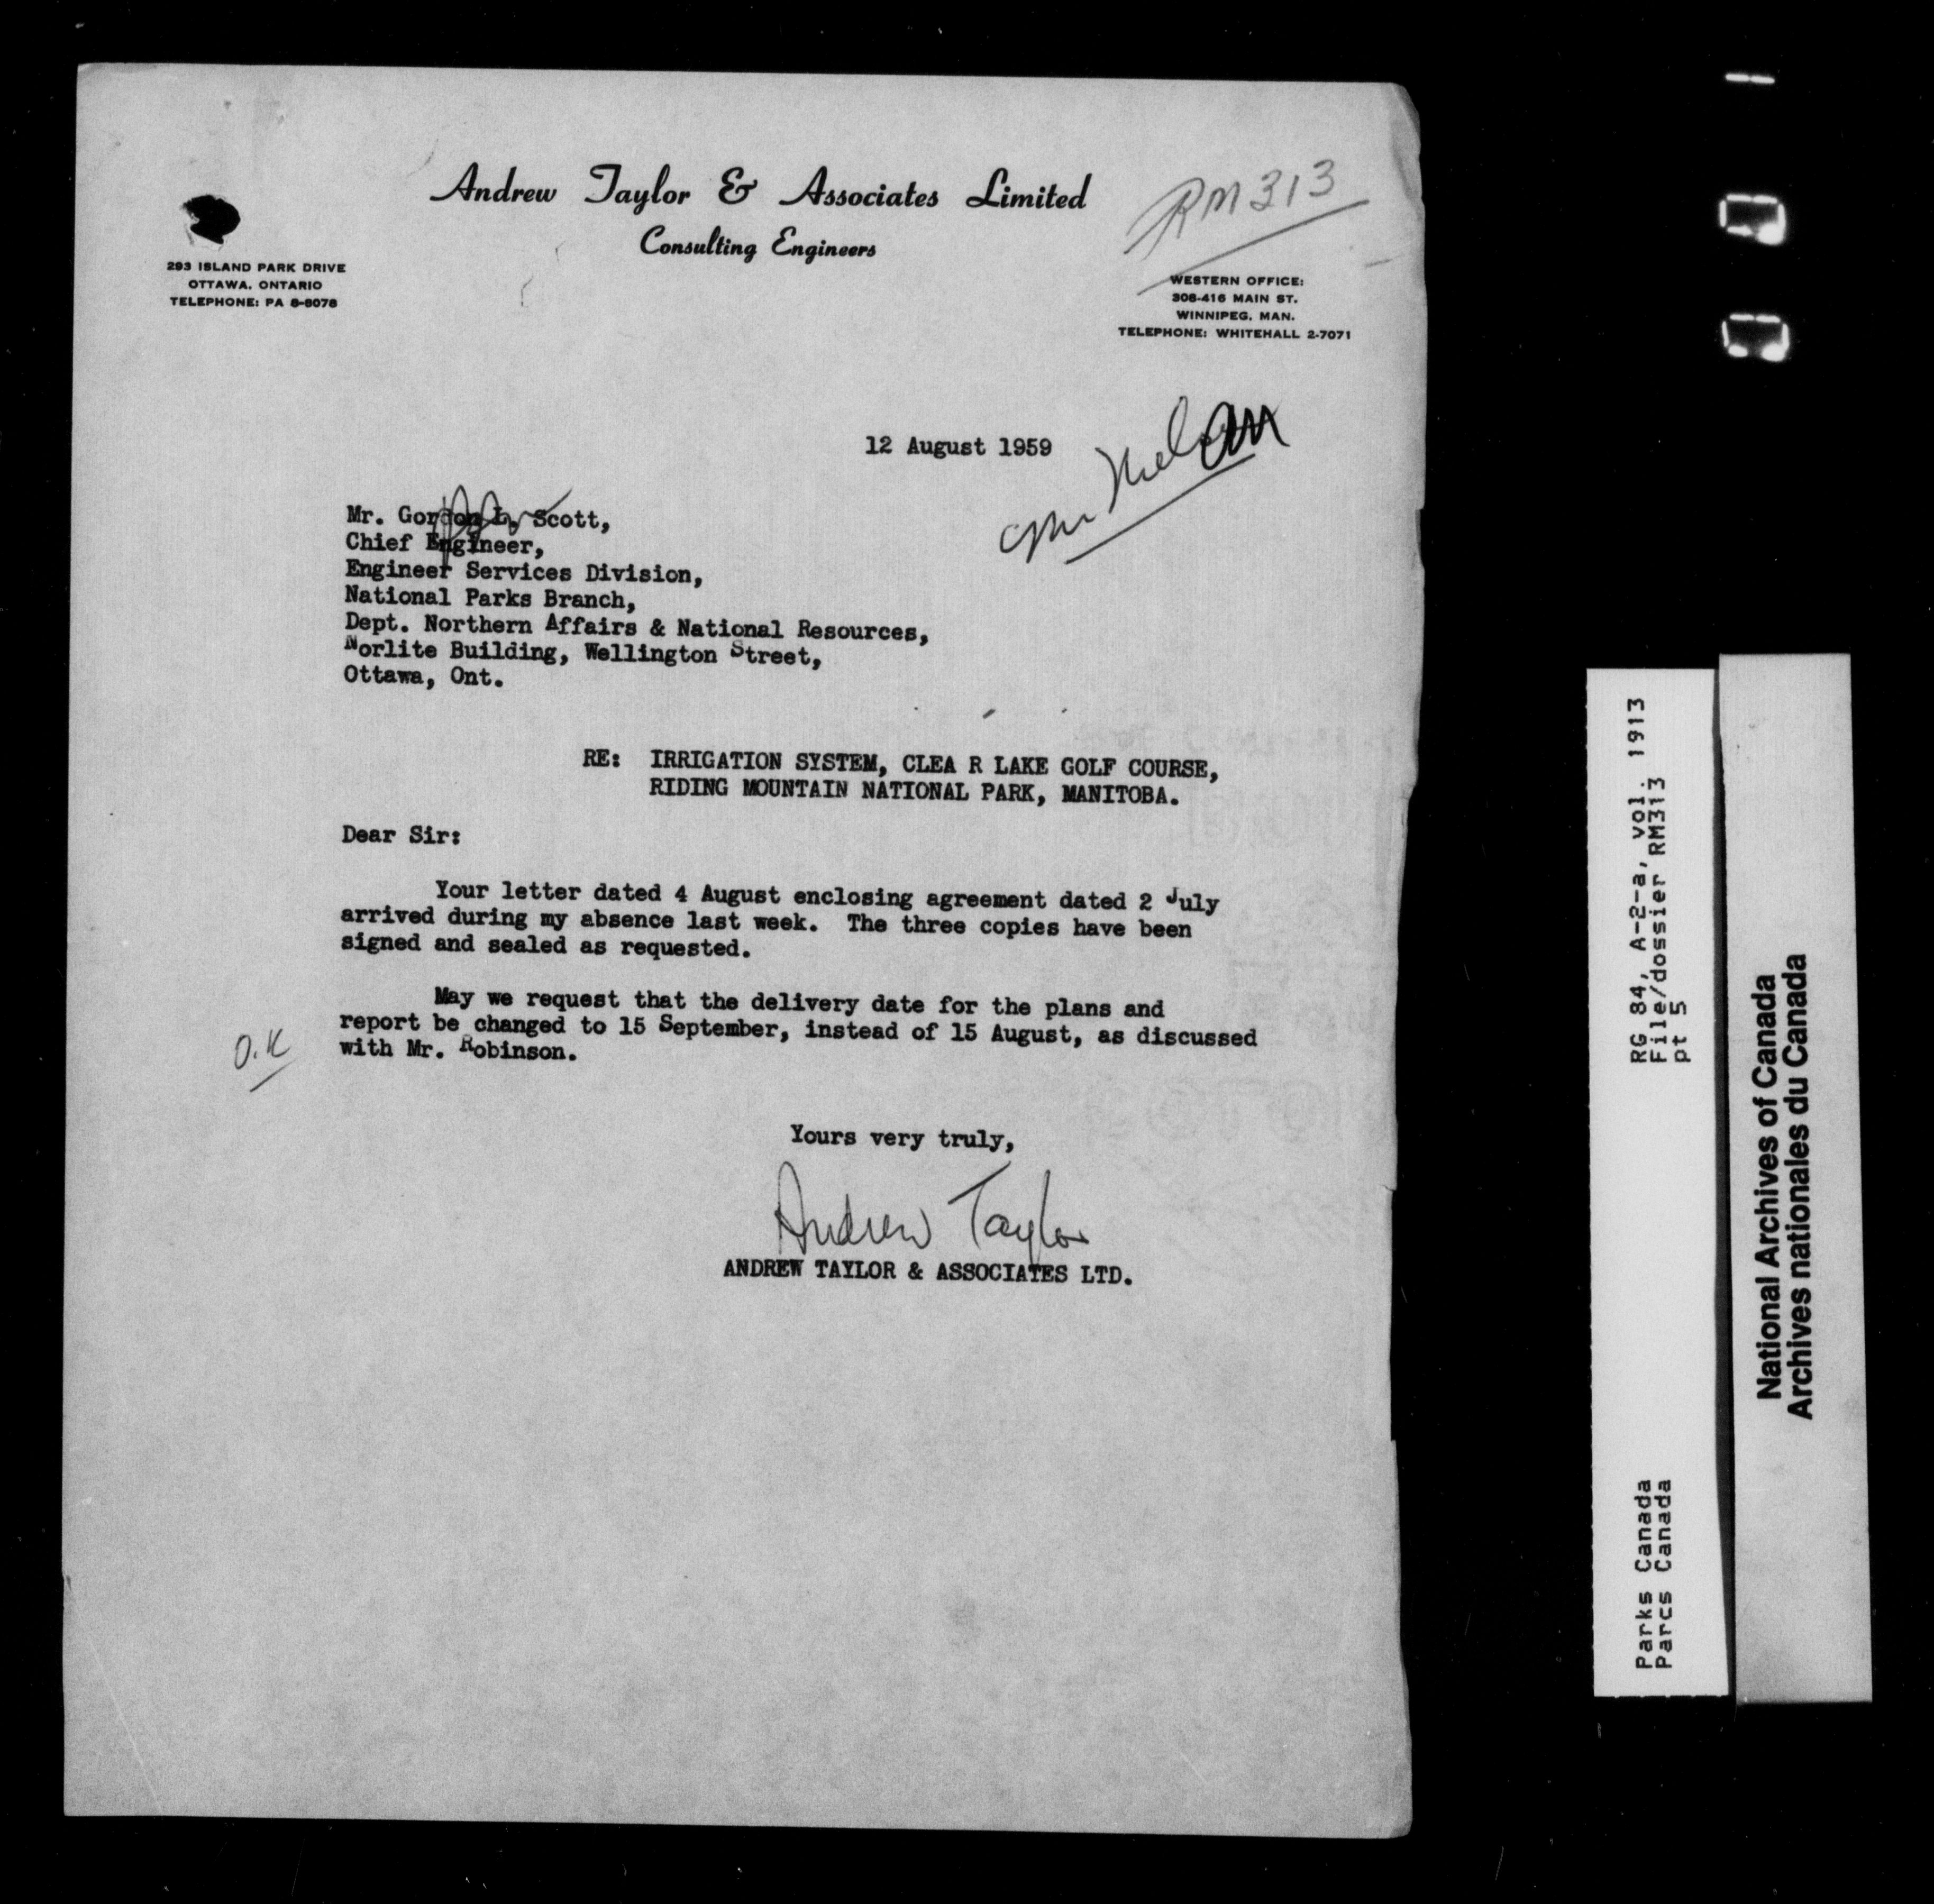 Andrew Taylor & Associates Limited
Consulting Engineers
RM313
293 ISLAND PARK DRIVE
OTTAWA. ONTARIO
TELEPHONE: PA 8-8078
WESTERN OFFICE:
308-416 MAIN ST.
WINNIPEG, MAN.
TELEPHONE: WHITEHALL 2-7071
12 August 1959
Mr. Gordon L. Scott,
Chief Engineer,
Engineer Services Division,
National Parks Branch,
Dept. Northern Affairs & National Resources,
Norlite Building, Wellington Street,
Ottawa, Ont.
RE: IRRIGATION SYSTEM, CLEA R LAKE GOLF COURSE,
RIDING MOUNTAIN NATIONAL PARK, MANITOBA.
Dear Sir:
Your letter dated 4 August enclosing agreement dated 2 July
arrived during my absence last week. The three copies have been
signed and sealed as requested.
May we request that the delivery date for the plans and
report be changed to 15 September, instead of 15 August, as discussed
with Mr. Robinson.
O.K
Yours very truly,
Andrew Taylor
ANDREW TAYLOR & ASSOCIATES LTD.
RG 84, A-2-a, vol. 1913
File/dossier RM313
pt 5
Parks Canada
Parcs Canada
National Archives of Canada
Archives nationales du Canada